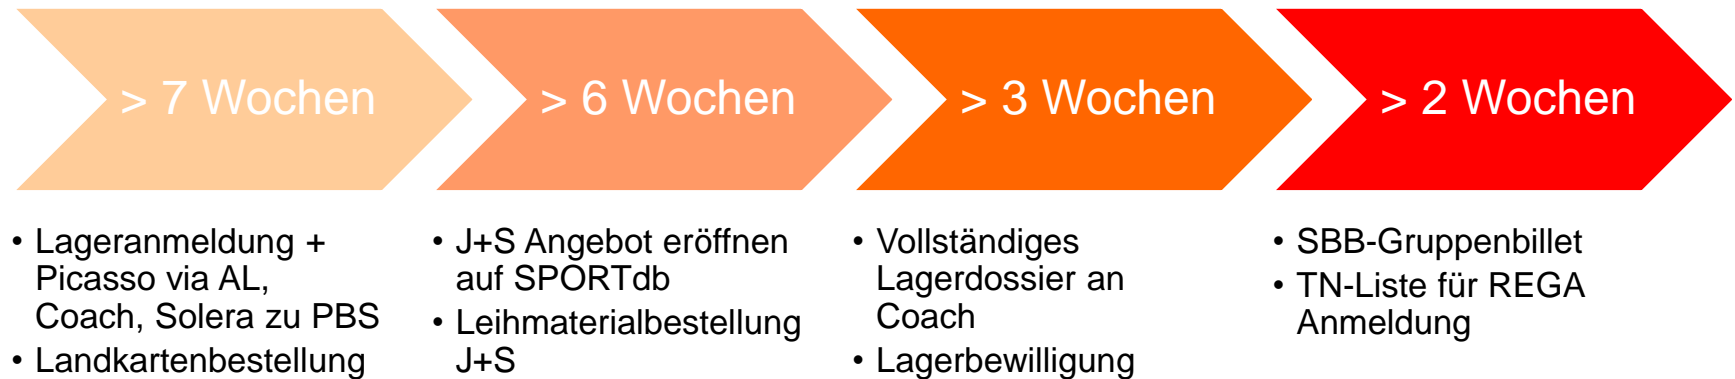 > 7 Wochen
• Lageranmeldung +
Picasso via AL,
Coach, Solera zu PBS
• Landkartenbestellung
> 6 Wochen
• J+S Angebot eröffnen
auf SPORTdb
• Leihmaterialbestellung
J+S
> 3 Wochen
• Vollständiges
Lagerdossier an
Coach
• Lagerbewilligung
> 2 Wochen
• SBB-Gruppenbillet
• TN-Liste für REGA
Anmeldung